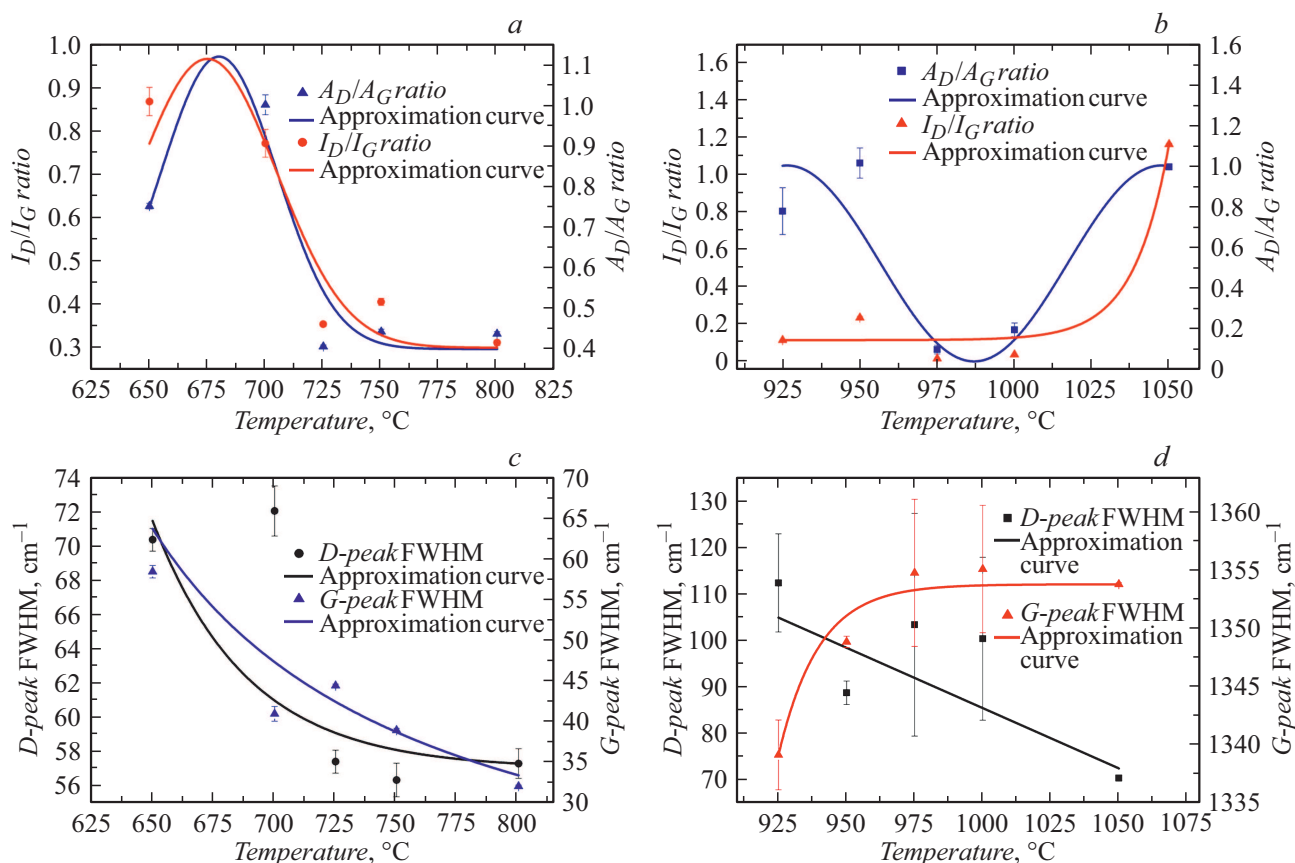 a
1.0
0.9
0.8
0.7
0.6
0.5
0.4
0.3
I_D/I_G ratio
1.1
1.0
0.9
0.8
0.7
0.6
0.5
0.4
A_D/A_G ratio
A_D/A_G ratio
Approximation curve
I_D/I_G ratio
Approximation curve
625 650 675 700 725 750 775 800 825
Temperature, °C
b
1.6
1.4
1.2
1.0
0.8
0.6
0.4
0.2
0
I_D/I_G ratio
1.6
1.4
1.2
1.0
0.8
0.6
0.4
0.2
0
A_D/A_G ratio
A_D/A_G ratio
Approximation curve
I_D/I_G ratio
Approximation curve
925 950 975 1000 1025 1050
Temperature, °C
c
74
72
70
68
66
64
62
60
58
56
D-peak FWHM, cm⁻¹
70
65
60
55
50
45
40
35
30
G-peak FWHM, cm⁻¹
D-peak FWHM
Approximation curve
G-peak FWHM
Approximation curve
625 650 675 700 725 750 775 800
Temperature, °C
d
130
120
110
100
90
80
70
D-peak FWHM, cm⁻¹
1360
1355
1350
1345
1340
1335
G-peak FWHM, cm⁻¹
D-peak FWHM
Approximation
curve
G-peak FWHM
Approximation
curve
925 950 975 1000 1025 1050 1075
Temperature, °C